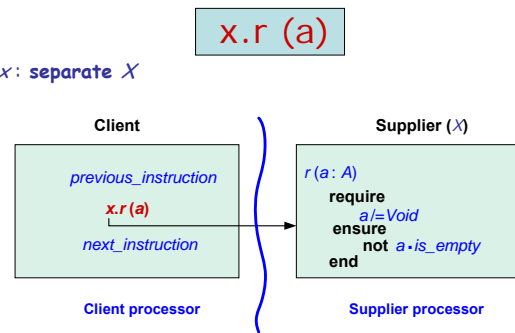 x.r (a)
x: separate X
Client
previous_instruction
x.r (a)
next_instruction
Client processor
Supplier (X)
r (a : A)
require
a /= Void
ensure
not a ▪ is_empty
end
Supplier processor